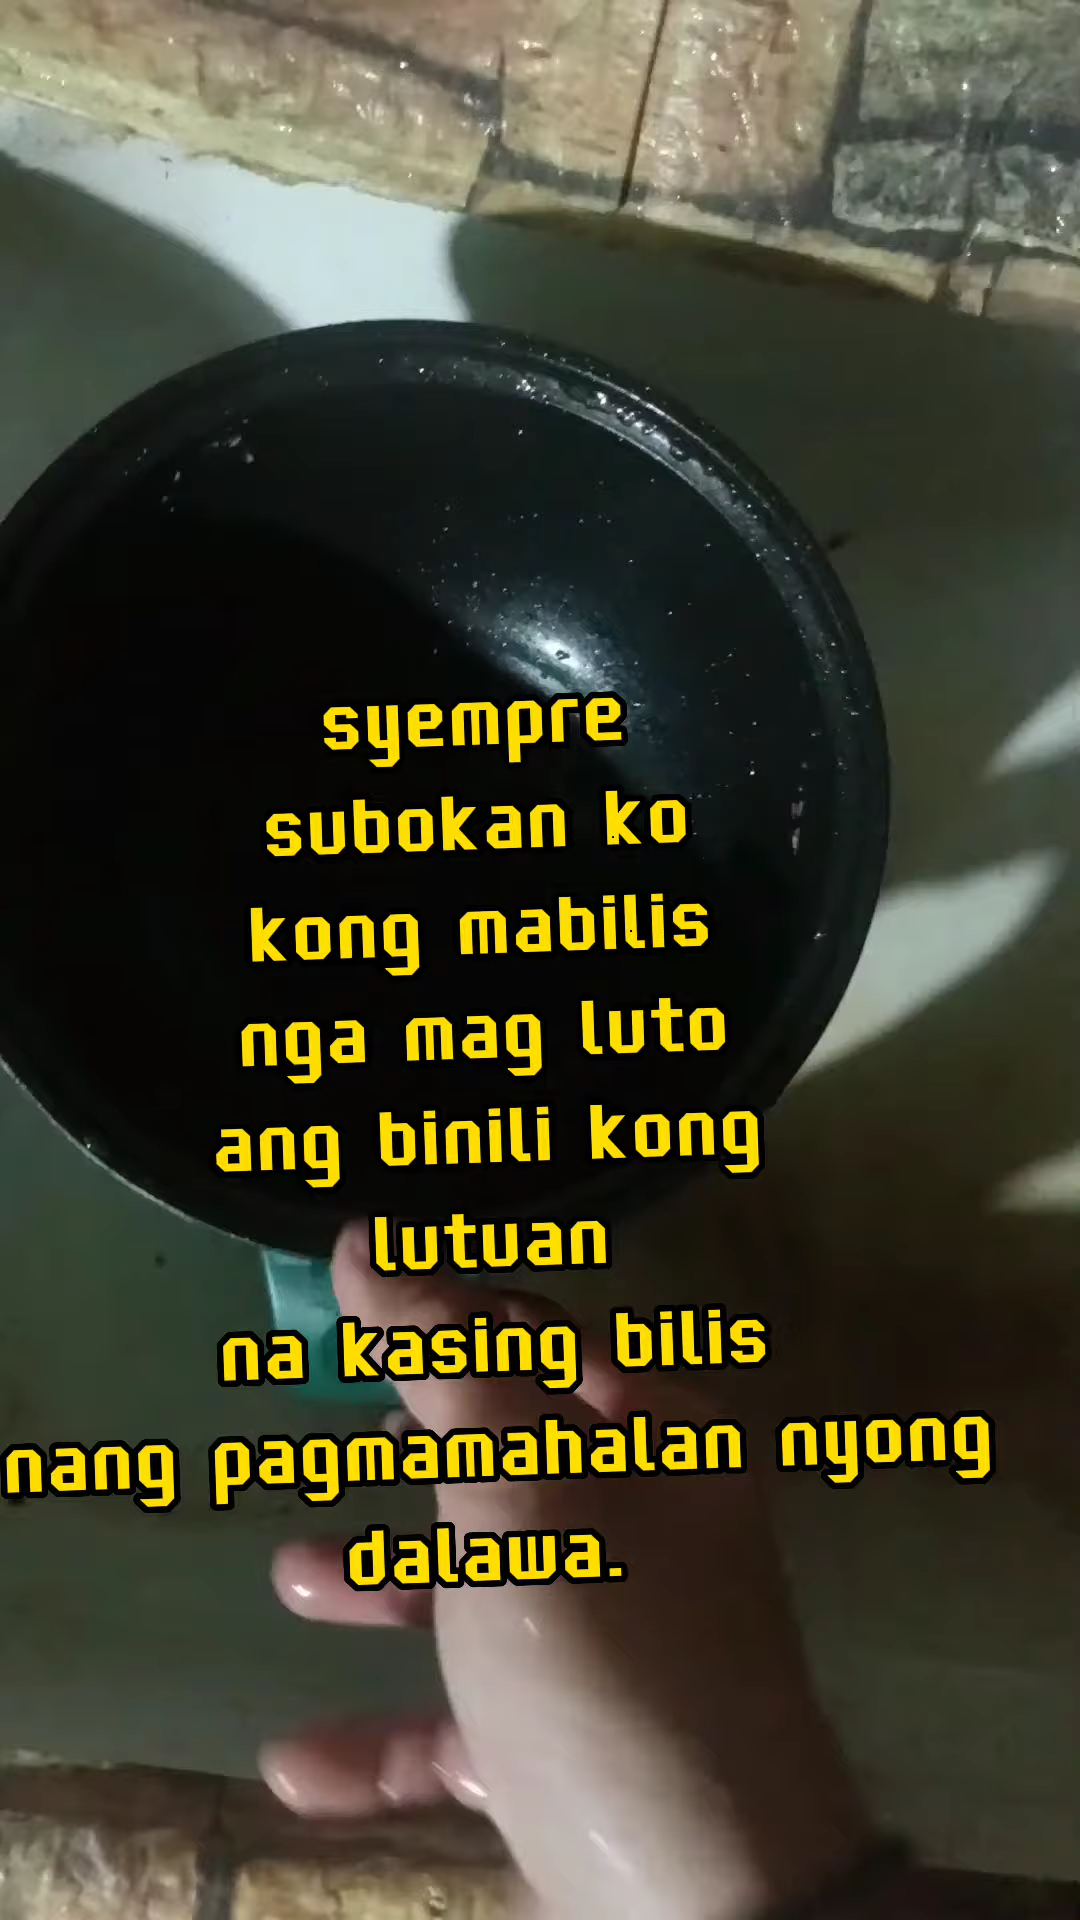 syempre
subokan ko
kong mabilis
nga mag luto
ang binili kong
lutuan
na kasing bilis
nang pagmamahalan nyong
dalawa.